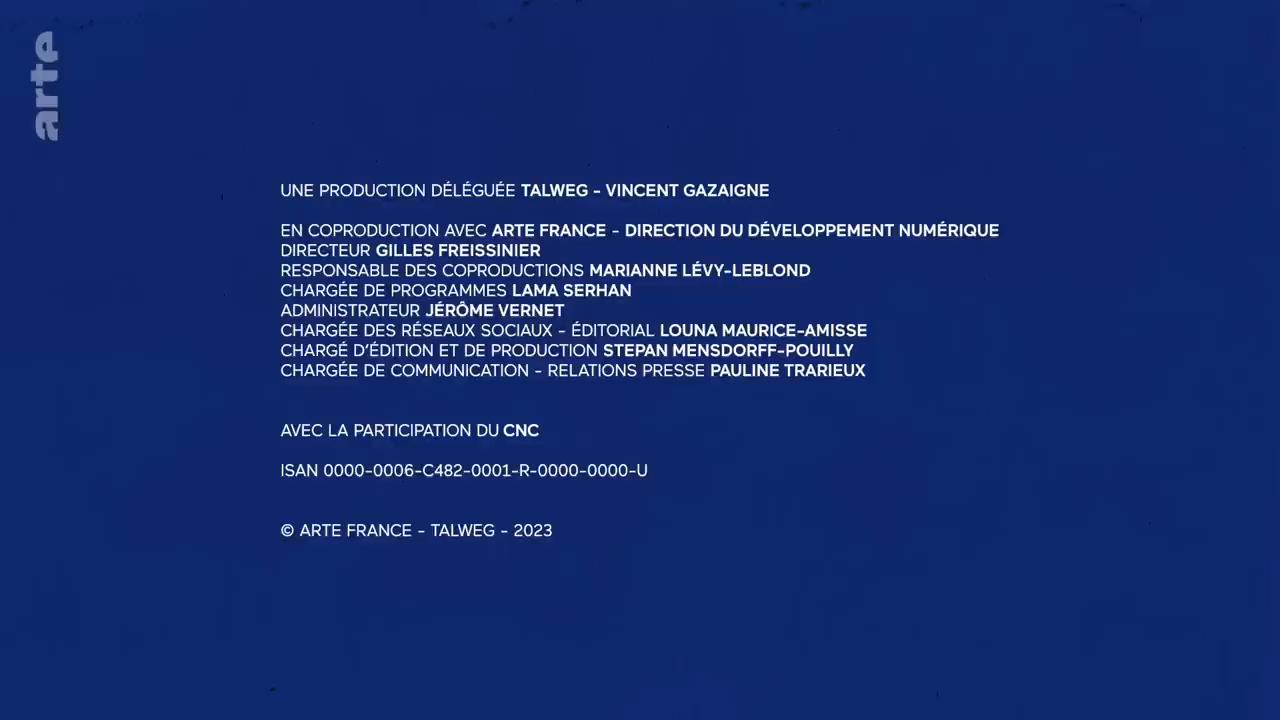 arte
UNE PRODUCTION DÉLÉGUÉE TALWEG - VINCENT GAZAIGNE
EN COPRODUCTION AVEC ARTE FRANCE - DIRECTION DU DÉVELOPPEMENT NUMÉRIQUE
DIRECTEUR GILLES FREISSINIER
RESPONSABLE DES COPRODUCTIONS MARIANNE LÉVY-LEBLOND
CHARGÉE DE PROGRAMMES LAMA SERHAN
ADMINISTRATEUR JÉRÔME VERNET
CHARGÉE DES RÉSEAUX SOCIAUX - ÉDITORIAL LOUNA MAURICE-AMISSE
CHARGÉ D'ÉDITION ET DE PRODUCTION STEPAN MENSDORFF-POUILLY
CHARGÉE DE COMMUNICATION - RELATIONS PRESSE PAULINE TRARIEUX
AVEC LA PARTICIPATION DU CNC
ISAN 0000-0006-C482-0001-R-0000-0000-U
© ARTE FRANCE - TALWEG - 2023